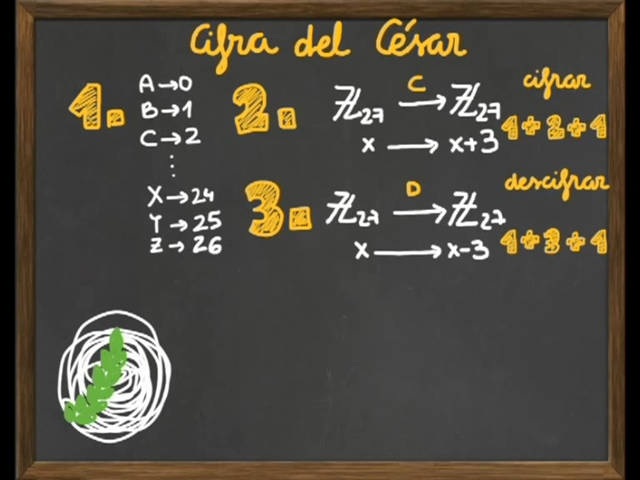 Cifra del César
1.
A→0
B→1
C→2
⋮
X→24
Y→25
Z→26
2.
ℤ27 C→ ℤ27
x → x+3
cifrar
1+2+1
3.
ℤ27 D→ ℤ27
x → x-3
descifrar
1+3+1